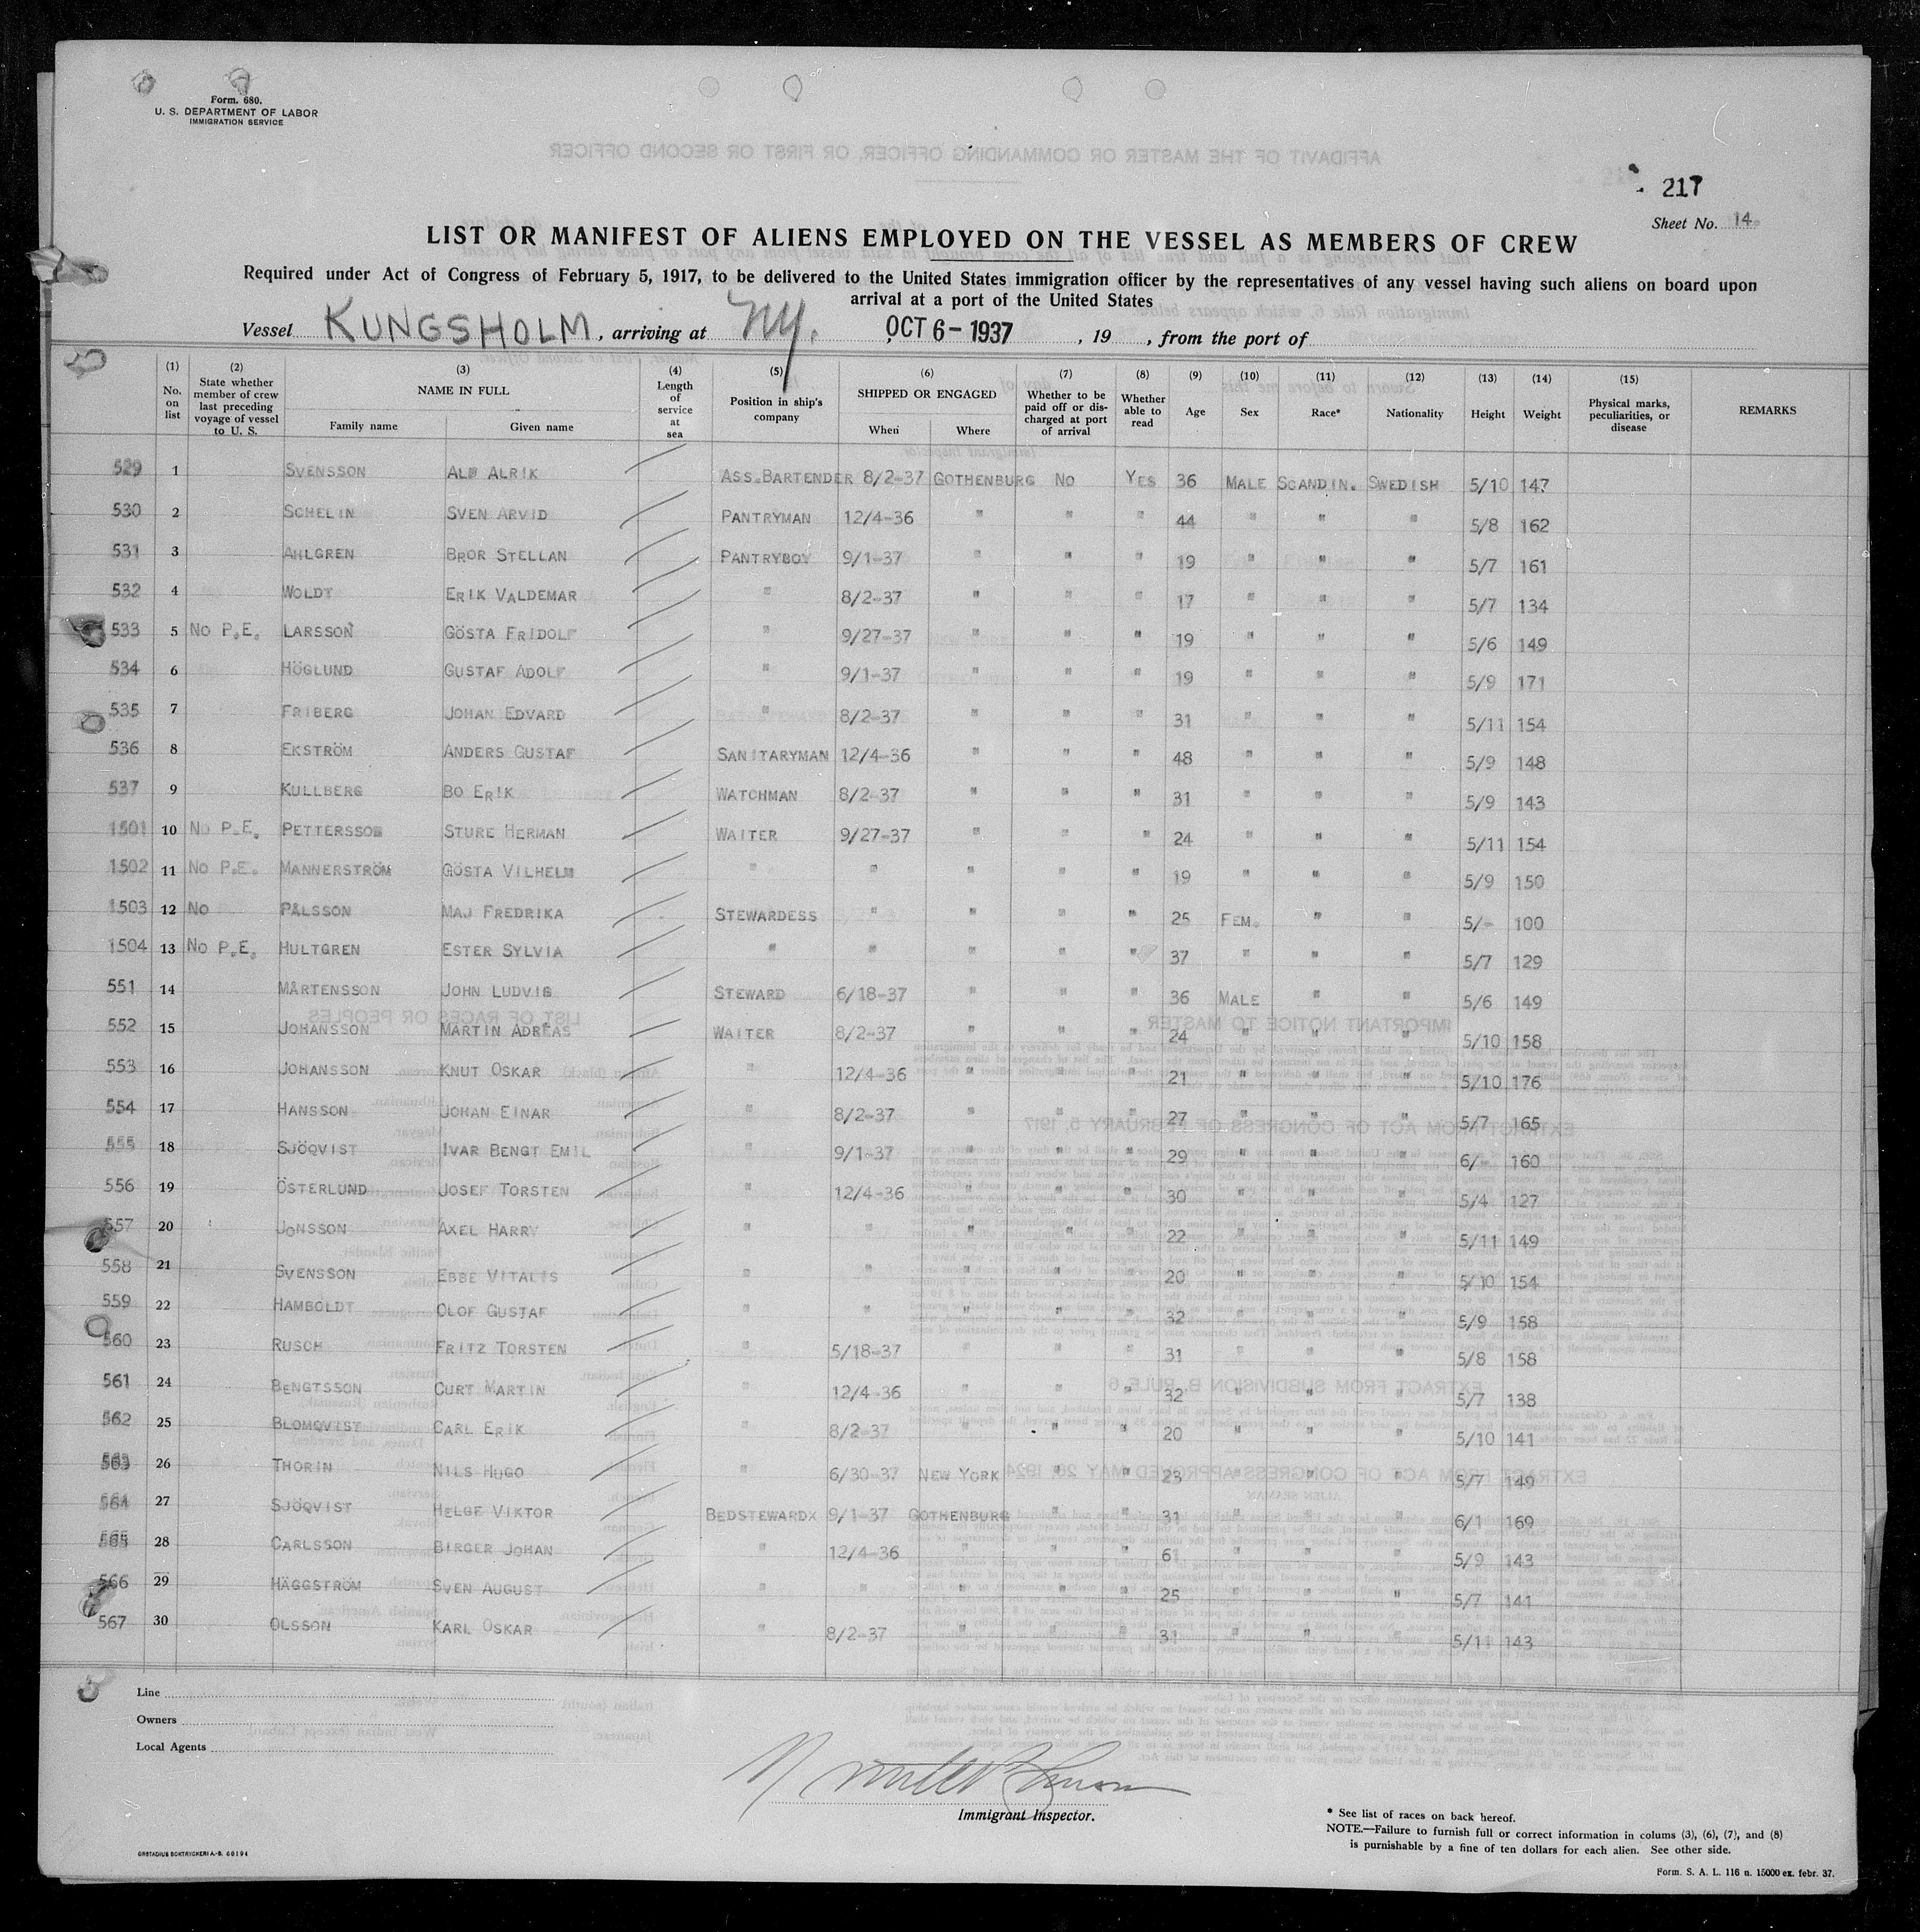 Form. 680.
U. S. DEPARTMENT OF LABOR
IMMIGRATION SERVICE
217
Sheet No. 14
LIST OR MANIFEST OF ALIENS EMPLOYED ON THE VESSEL AS MEMBERS OF CREW
Required under Act of Congress of February 5, 1917, to be delivered to the United States immigration officer by the representatives of any vessel having such aliens on board upon
arrival at a port of the United States
Vessel KUNGSHOLM, arriving at NY. OCT 6 - 1937, 19 , from the port of
(1) No. on list (2) State whether member of crew last preceding voyage of vessel to U. S. (3) NAME IN FULL Family name Given name (4) Length of service at sea (5) Position in ship's company (6) SHIPPED OR ENGAGED When Where (7) Whether to be paid off or discharged at port of arrival (8) Whether able to read (9) Age (10) Sex (11) Race* (12) Nationality (13) Height (14) Weight (15) Physical marks, peculiarities, or disease REMARKS
529 1 SVENSSON ALF ALRIK ASS.BARTENDER 8/2-37 GOTHENBURG No YES 36 MALE SCANDIN. SWEDISH 5/10 147
530 2 SCHELIN SVEN ARVID PANTRYMAN 12/4-36 " " " 44 " " " 5/8 162
531 3 AHLGREN BROR STELLAN PANTRYBOY 9/1-37 " " " 19 " " " 5/7 161
532 4 WOLDT ERIK VALDEMAR " 8/2-37 " " " 17 " " " 5/7 134
533 5 No P.E. LARSSON GÖSTA FRIDOLF " 9/27-37 " " " 19 " " " 5/6 149
534 6 HÖGLUND GUSTAF ADOLF " 9/1-37 " " " 19 " " " 5/9 171
535 7 FRIBERG JOHAN EDVARD " 8/2-37 " " " 31 " " " 5/11 154
536 8 EKSTRÖM ANDERS GUSTAF SANITARYMAN 12/4-36 " " " 48 " " " 5/9 148
537 9 KULLBERG BO ERIK WATCHMAN 8/2-37 " " " 31 " " " 5/9 143
1501 10 No P.E. PETTERSSON STURE HERMAN WAITER 9/27-37 " " " 24 " " " 5/11 154
1502 11 No P.E. MANNERSTRÖM GÖSTA VILHELM " " " " " 19 " " " 5/9 150
1503 12 No PÅLSSON MAJ FREDRIKA STEWARDESS " " " " 25 FEM. " " 5/- 100
1504 13 No P.E. HULTGREN ESTER SYLVIA " " " " " 37 " " " 5/7 129
551 14 MÅRTENSSON JOHN LUDVIG STEWARD 6/18-37 " " " 36 MALE " " 5/6 149
552 15 JOHANSSON MARTIN ADREAS WAITER 8/2-37 " " " 24 " " " 5/10 158
553 16 JOHANSSON KNUT OSKAR " 12/4-36 " " " 21 " " " 5/10 176
554 17 HANSSON JOHAN EINAR " 8/2-37 " " " 27 " " " 5/7 165
555 18 SJÖQVIST IVAR BENGT EMIL " 9/1-37 " " " 29 " " " 6/- 160
556 19 ÖSTERLUND JOSEF TORSTEN " 12/4-36 " " " 30 " " " 5/4 127
557 20 JONSSON AXEL HARRY " " " " " 22 " " " 5/11 149
558 21 SVENSSON EBBE VITALIS " " " " " 20 " " " 5/10 154
559 22 HAMBOLDT OLOF GUSTAF " " " " " 32 " " " 5/9 158
560 23 RUSCH FRITZ TORSTEN " 5/18-37 " " " 31 " " " 5/8 158
561 24 BENGTSSON CURT MARTIN " 12/4-36 " " " 32 " " " 5/7 138
562 25 BLOMQVIST CARL ERIK " 8/2-37 " " " 20 " " " 5/10 141
563 26 THORIN NILS HUGO " 6/30-37 NEW YORK " " 23 " " " 5/7 149
564 27 SJÖQVIST HELGE VIKTOR BEDSTEWARDX 9/1-37 GOTHENBURG " " 31 " " " 6/1 169
565 28 CARLSSON BIRGER JOHAN " 12/4-36 " " " 61 " " " 5/9 143
566 29 HÄGGSTRÖM SVEN AUGUST " " " " " 25 " " " 5/7 141
567 30 OLSSON KARL OSKAR " 8/2-37 " " " 31 " " " 5/11 143
Line
Owners
Local Agents
Immigrant Inspector.
* See list of races on back hereof.
NOTE.—Failure to furnish full or correct information in colums (3), (6), (7), and (8)
is punishable by a fine of ten dollars for each alien. See other side.
ORSTADIUS BOKTRYCKERI A.-B. 60194
Form. S. A. L. 116 n. 15000 ex. febr. 37.